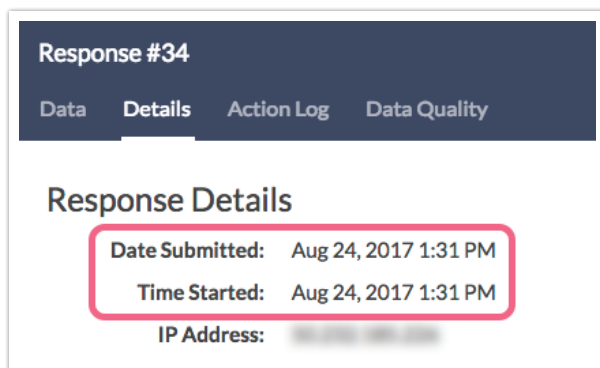 Response #34
Data Details Action Log Data Quality
Response Details
Date Submitted: Aug 24, 2017 1:31 PM
Time Started: Aug 24, 2017 1:31 PM
IP Address: